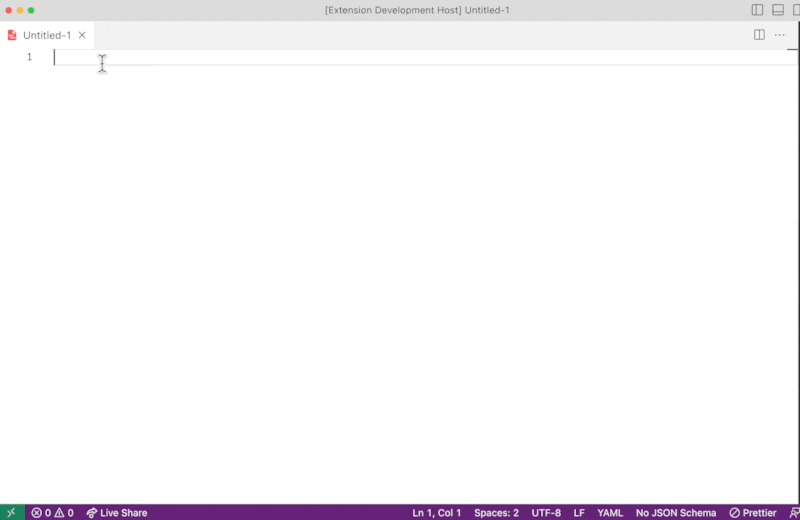 [Extension Development Host] Untitled-1
Untitled-1
1
0 0 Live Share Ln 1, Col 1 Spaces: 2 UTF-8 LF YAML No JSON Schema Prettier